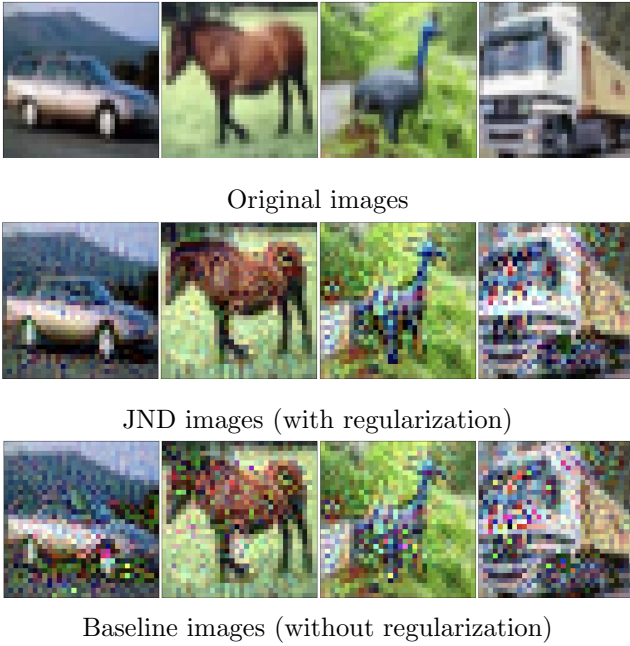 Original images
JND images (with regularization)
Baseline images (without regularization)